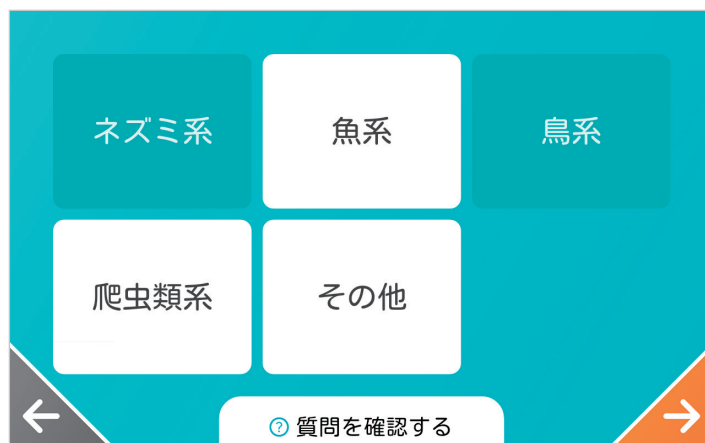 ネズミ系
魚系
鳥系
爬虫類系
その他
質問を確認する